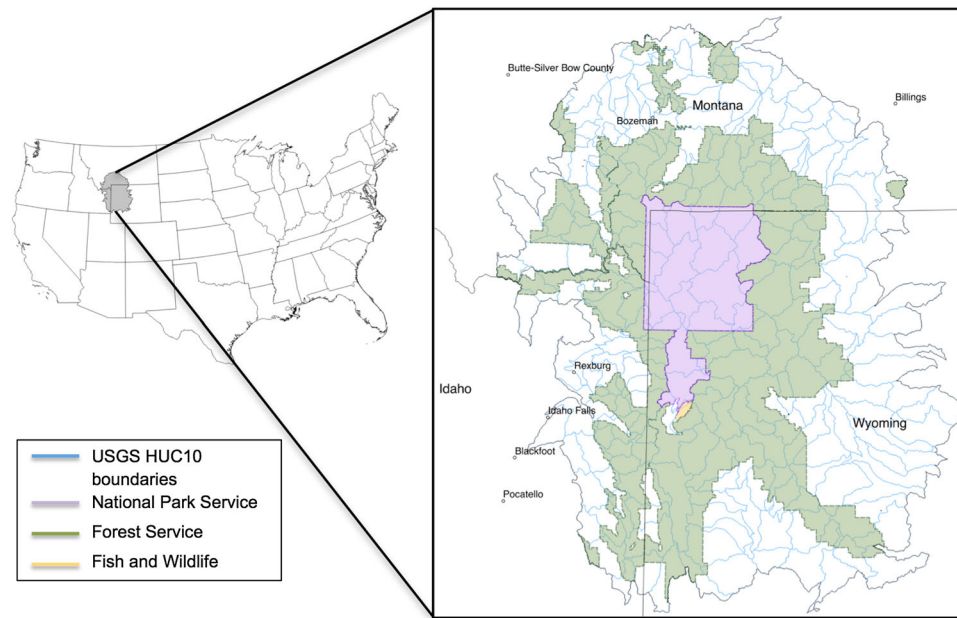 Butte-Silver Bow County
Montana
Billings
Bozeman
Rexburg
Idaho
Idaho Falls
Wyoming
Blackfoot
Pocatello
USGS HUC10
boundaries
National Park Service
Forest Service
Fish and Wildlife